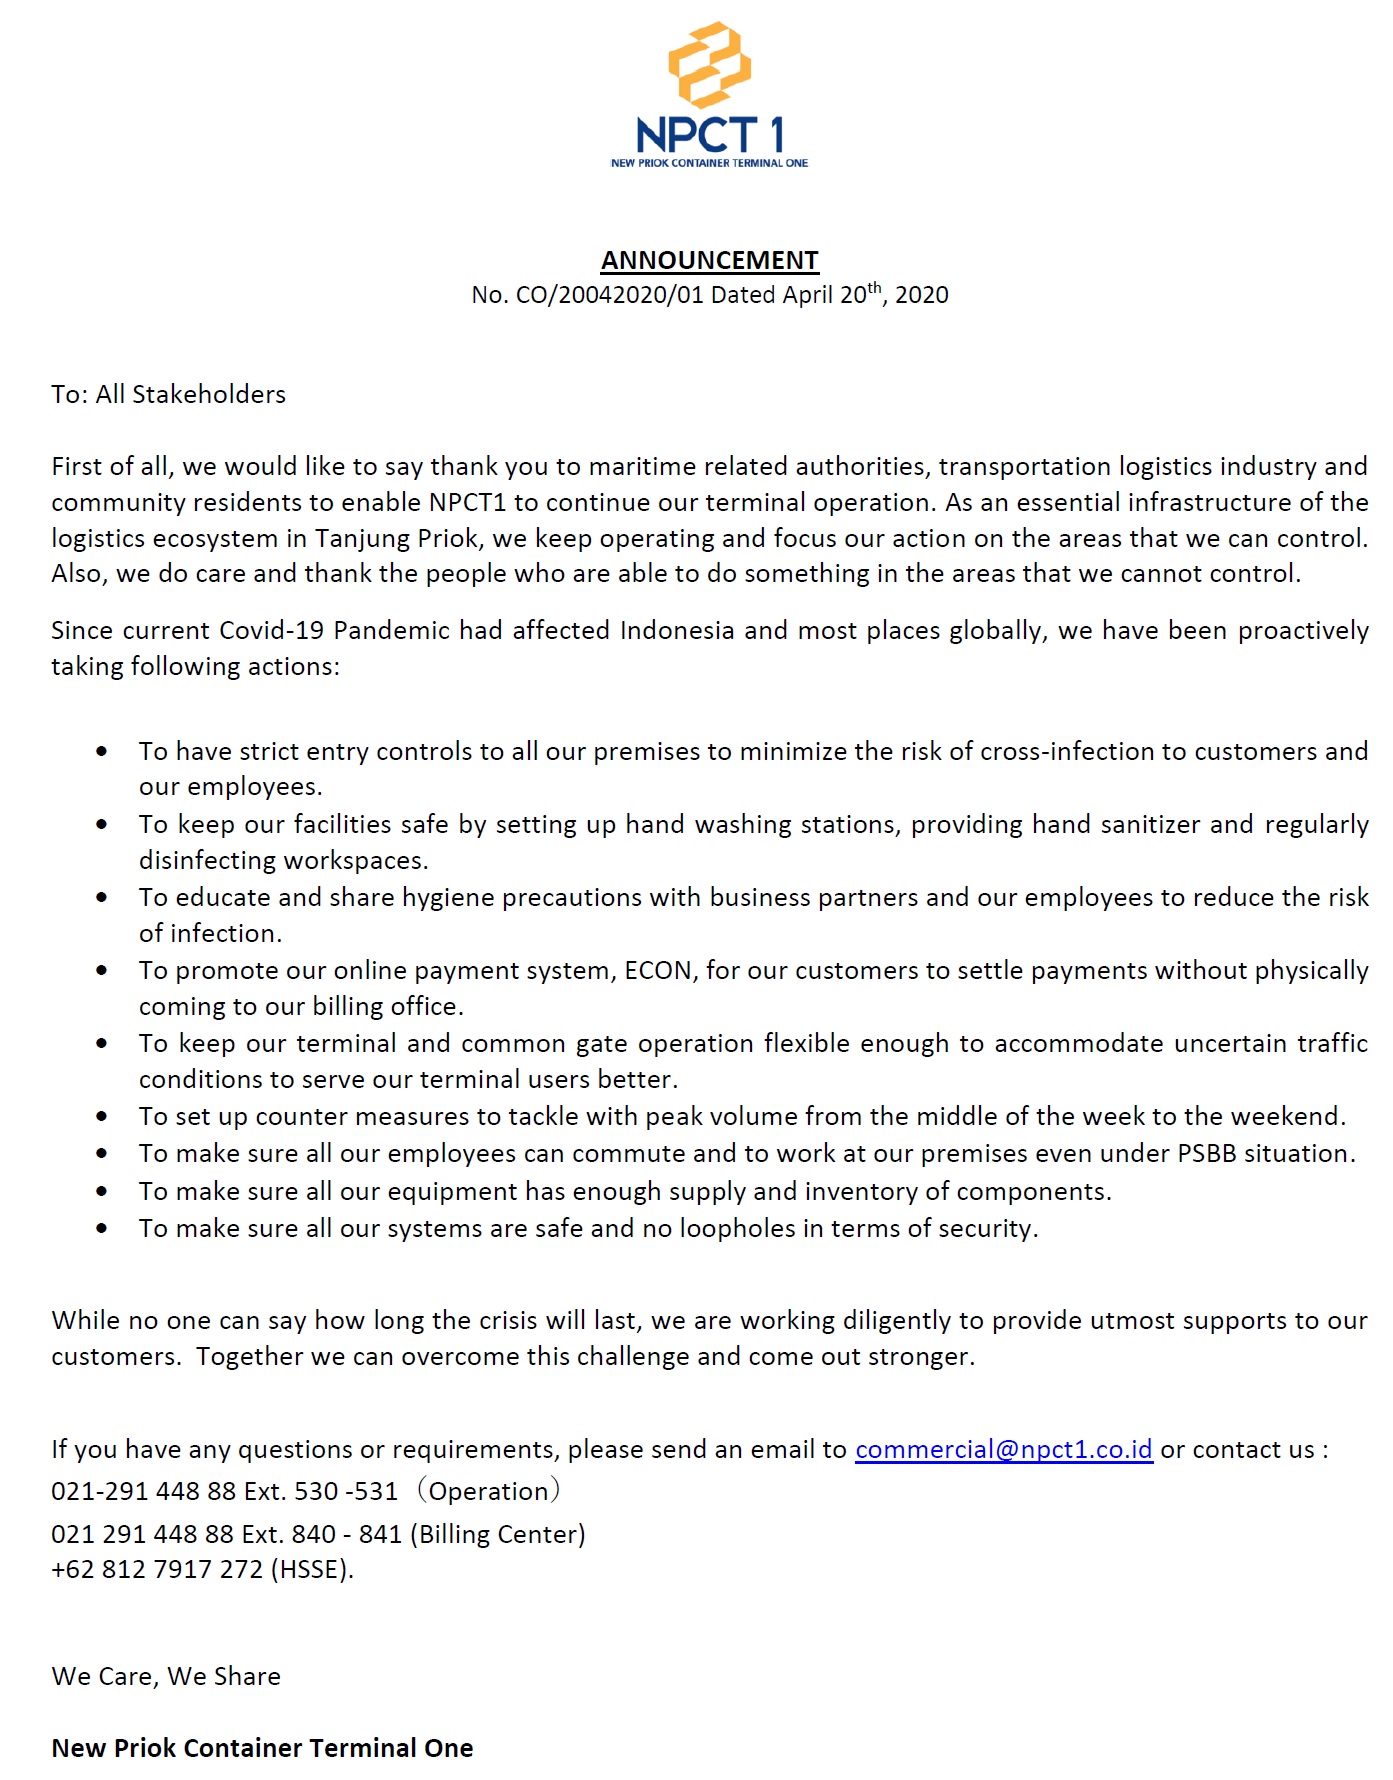 NPCT 1
NEW PRIOK CONTAINER TERMINAL ONE
ANNOUNCEMENT
No. CO/20042020/01 Dated April 20th, 2020
To: All Stakeholders
First of all, we would like to say thank you to maritime related authorities, transportation logistics industry and
community residents to enable NPCT1 to continue our terminal operation. As an essential infrastructure of the
logistics ecosystem in Tanjung Priok, we keep operating and focus our action on the areas that we can control.
Also, we do care and thank the people who are able to do something in the areas that we cannot control.
Since current Covid-19 Pandemic had affected Indonesia and most places globally, we have been proactively
taking following actions:
• To have strict entry controls to all our premises to minimize the risk of cross-infection to customers and
our employees.
• To keep our facilities safe by setting up hand washing stations, providing hand sanitizer and regularly
disinfecting workspaces.
• To educate and share hygiene precautions with business partners and our employees to reduce the risk
of infection.
• To promote our online payment system, ECON, for our customers to settle payments without physically
coming to our billing office.
• To keep our terminal and common gate operation flexible enough to accommodate uncertain traffic
conditions to serve our terminal users better.
• To set up counter measures to tackle with peak volume from the middle of the week to the weekend.
• To make sure all our employees can commute and to work at our premises even under PSBB situation.
• To make sure all our equipment has enough supply and inventory of components.
• To make sure all our systems are safe and no loopholes in terms of security.
While no one can say how long the crisis will last, we are working diligently to provide utmost supports to our
customers.  Together we can overcome this challenge and come out stronger.
If you have any questions or requirements, please send an email to commercial@npct1.co.id or contact us :
021-291 448 88 Ext. 530 -531（Operation）
021 291 448 88 Ext. 840 - 841 (Billing Center)
+62 812 7917 272 (HSSE).
We Care, We Share
New Priok Container Terminal One